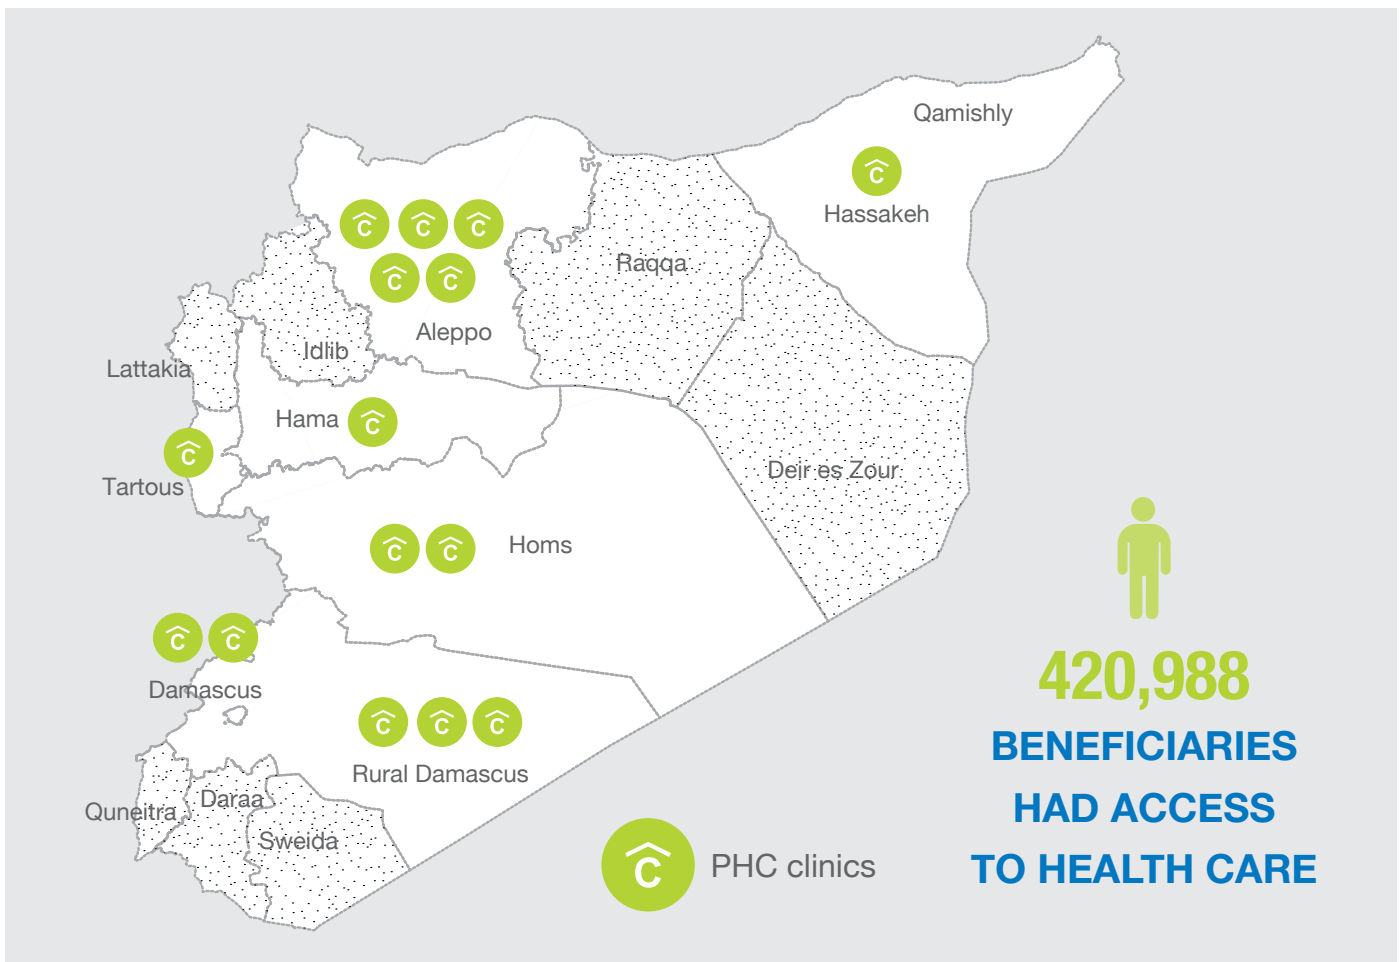 Qamishly
C
Hassakeh
C C C
Raqqa
C C
Aleppo
Idlib
Lattakia
Hama C
C
Deir es Zour
Tartous
C C
Homs
C C
420,988
Damascus
C C C
BENEFICIARIES
Rural Damascus
Daraa
Quneitra
HAD ACCESS
Sweida
C
PHC clinics
TO HEALTH CARE